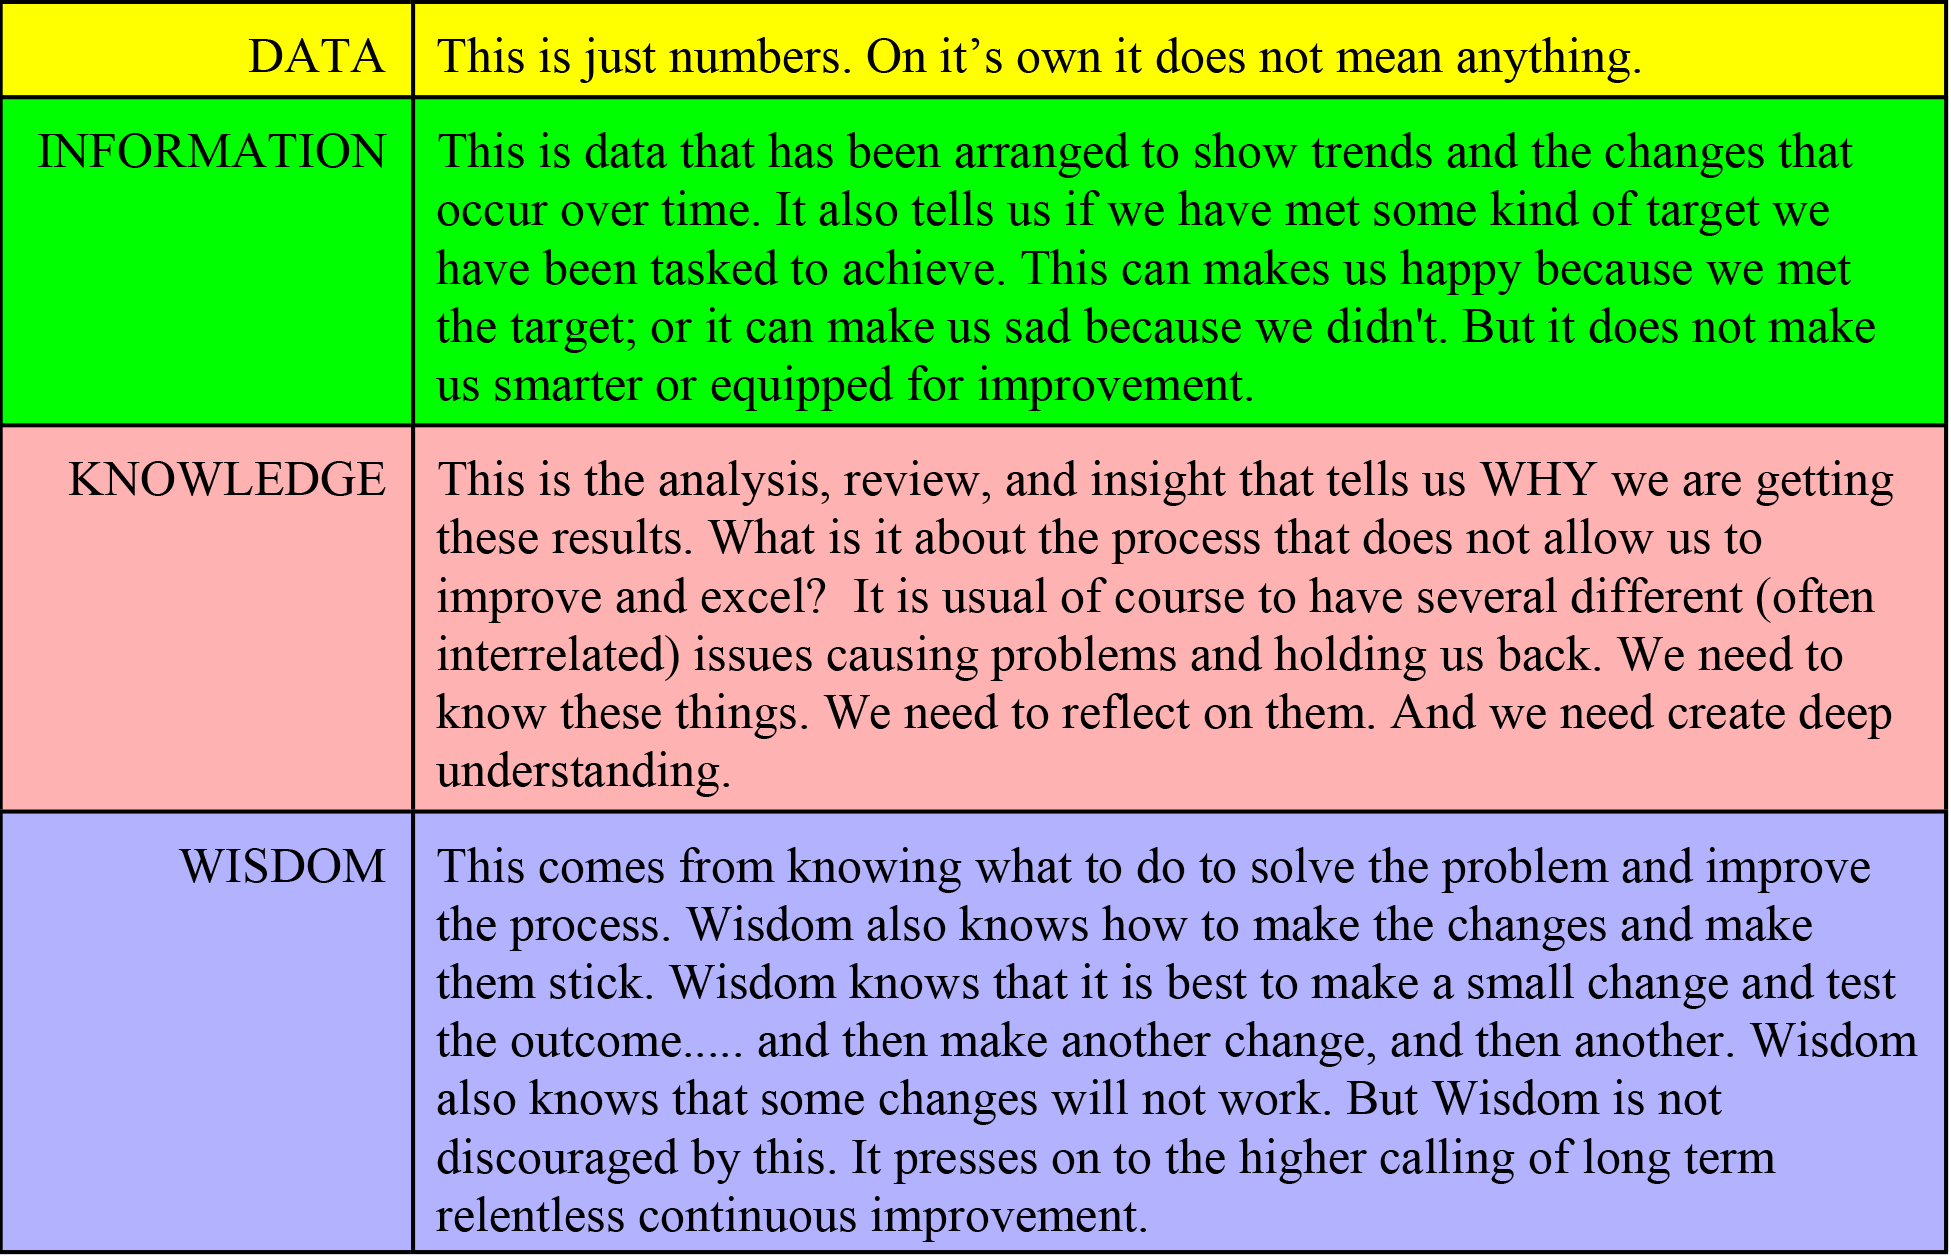 DATA This is just numbers. On it’s own it does not mean anything.
INFORMATION This is data that has been arranged to show trends and the changes that
occur over time. It also tells us if we have met some kind of target we
have been tasked to achieve. This can makes us happy because we met
the target; or it can make us sad because we didn't. But it does not make
us smarter or equipped for improvement.
KNOWLEDGE This is the analysis, review, and insight that tells us WHY we are getting
these results. What is it about the process that does not allow us to
improve and excel?  It is usual of course to have several different (often
interrelated) issues causing problems and holding us back. We need to
know these things. We need to reflect on them. And we need create deep
understanding.
WISDOM This comes from knowing what to do to solve the problem and improve
the process. Wisdom also knows how to make the changes and make
them stick. Wisdom knows that it is best to make a small change and test
the outcome..... and then make another change, and then another. Wisdom
also knows that some changes will not work. But Wisdom is not
discouraged by this. It presses on to the higher calling of long term
relentless continuous improvement.